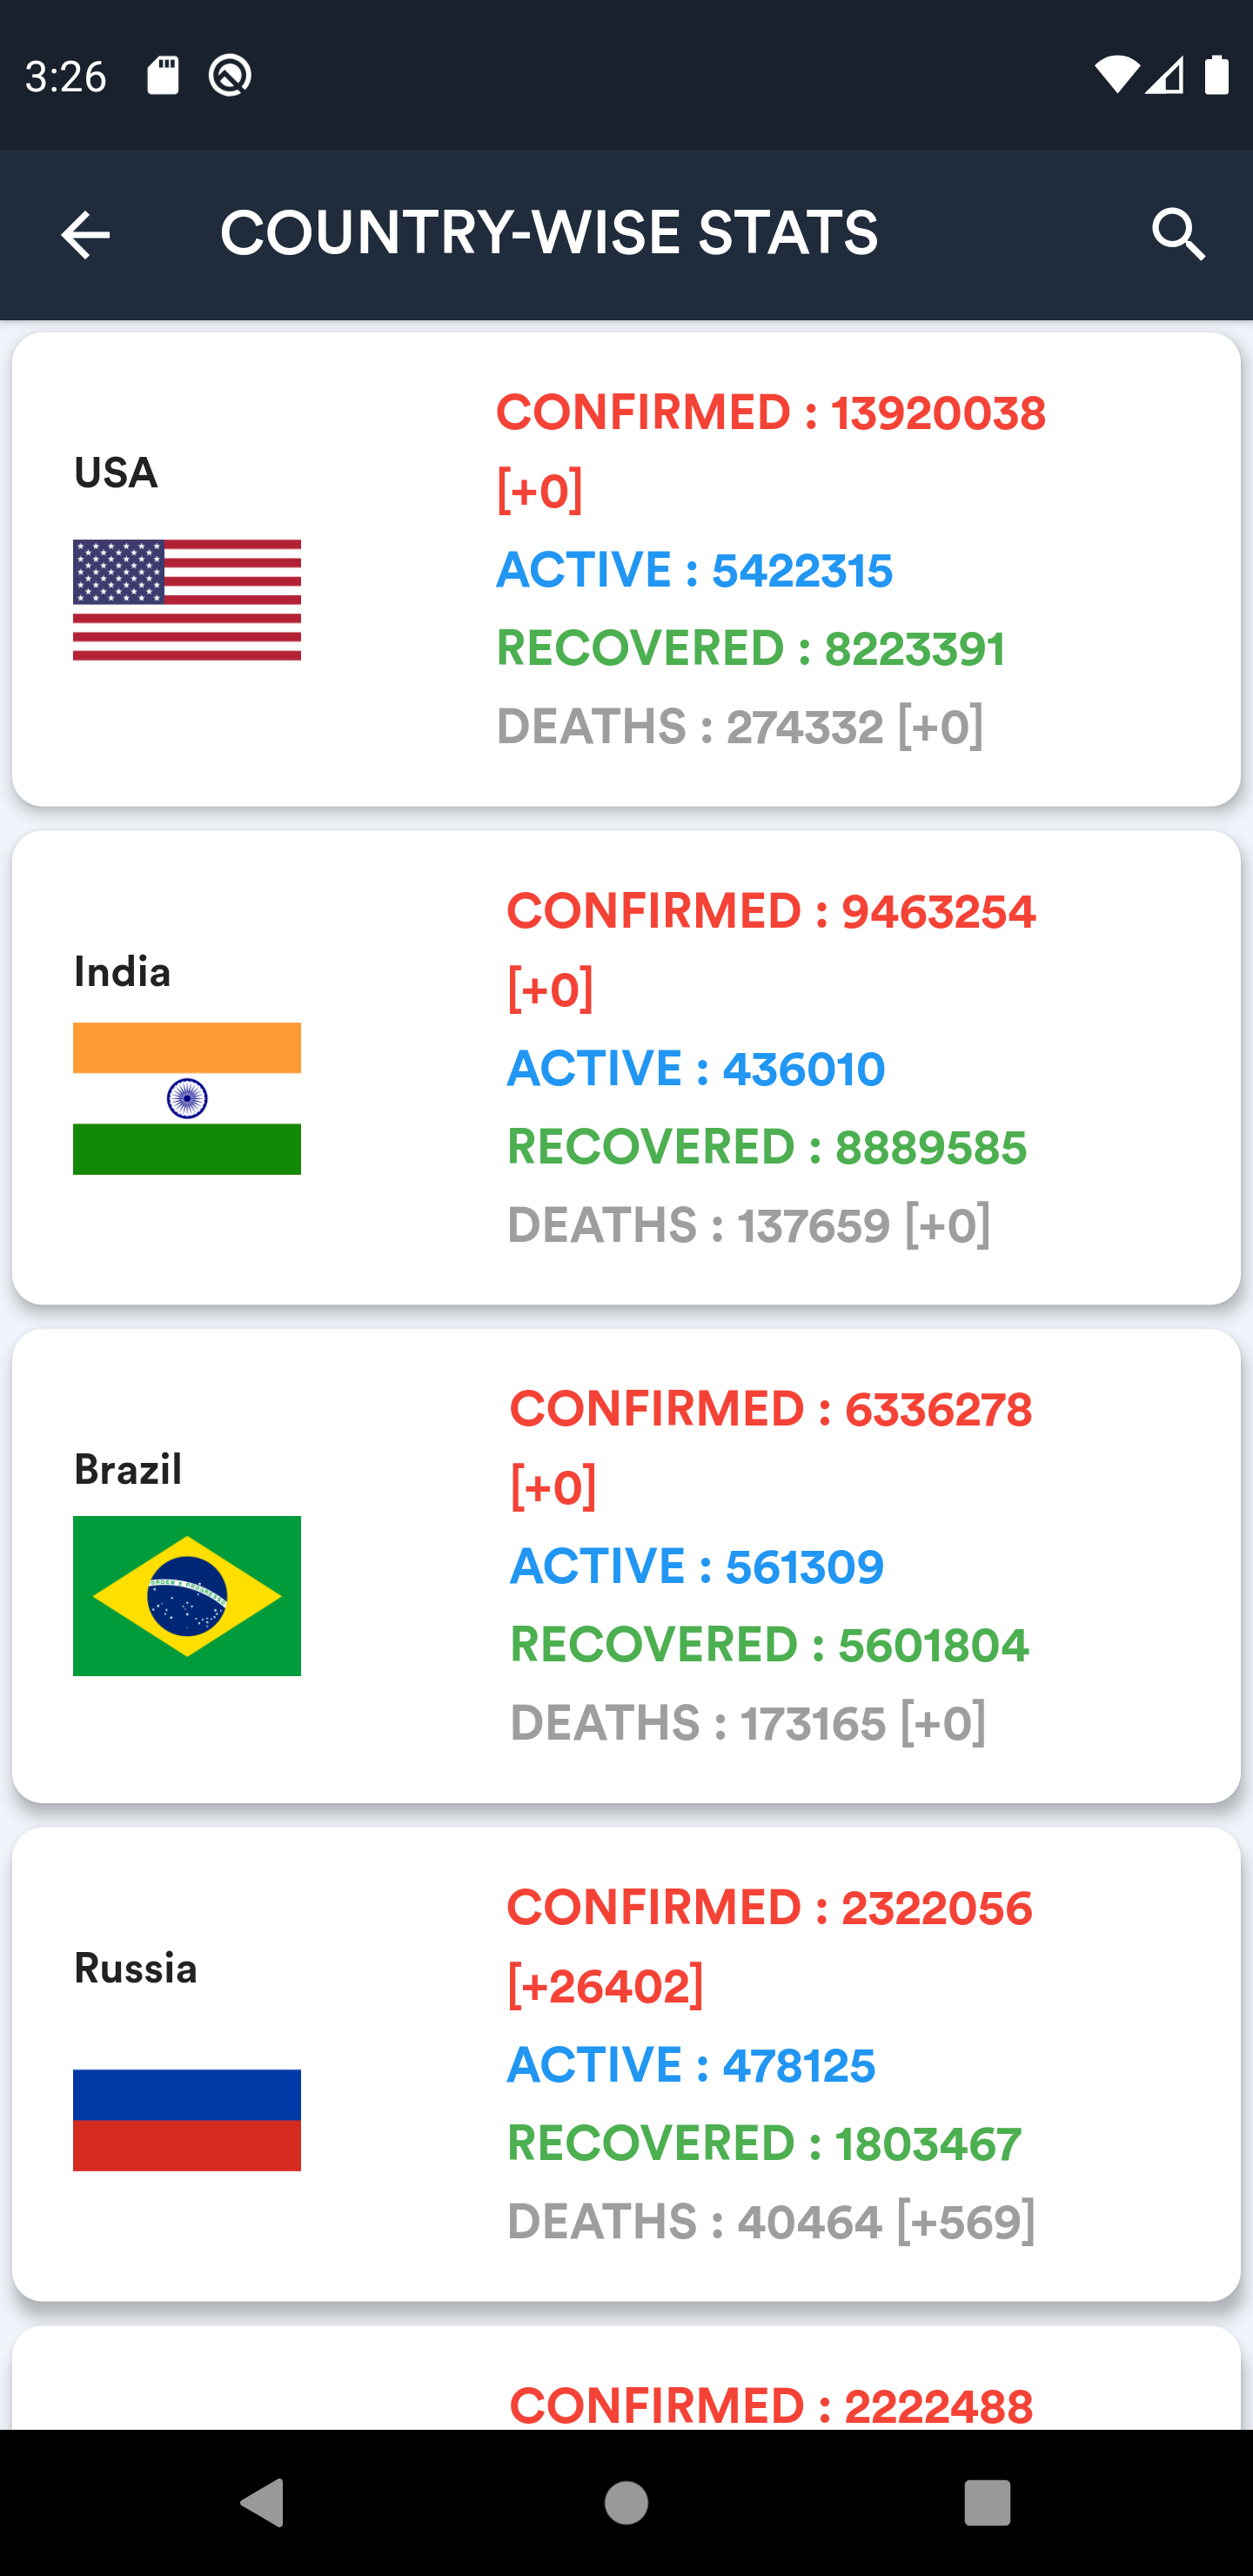 3:26
COUNTRY-WISE STATS
USA
CONFIRMED : 13920038
[+0]
ACTIVE : 5422315
RECOVERED : 8223391
DEATHS : 274332 [+0]
India
CONFIRMED : 9463254
[+0]
ACTIVE : 436010
RECOVERED : 8889585
DEATHS : 137659 [+0]
Brazil
ORDEM E PROGRESSO
CONFIRMED : 6336278
[+0]
ACTIVE : 561309
RECOVERED : 5601804
DEATHS : 173165 [+0]
Russia
CONFIRMED : 2322056
[+26402]
ACTIVE : 478125
RECOVERED : 1803467
DEATHS : 40464 [+569]
CONFIRMED : 2222488